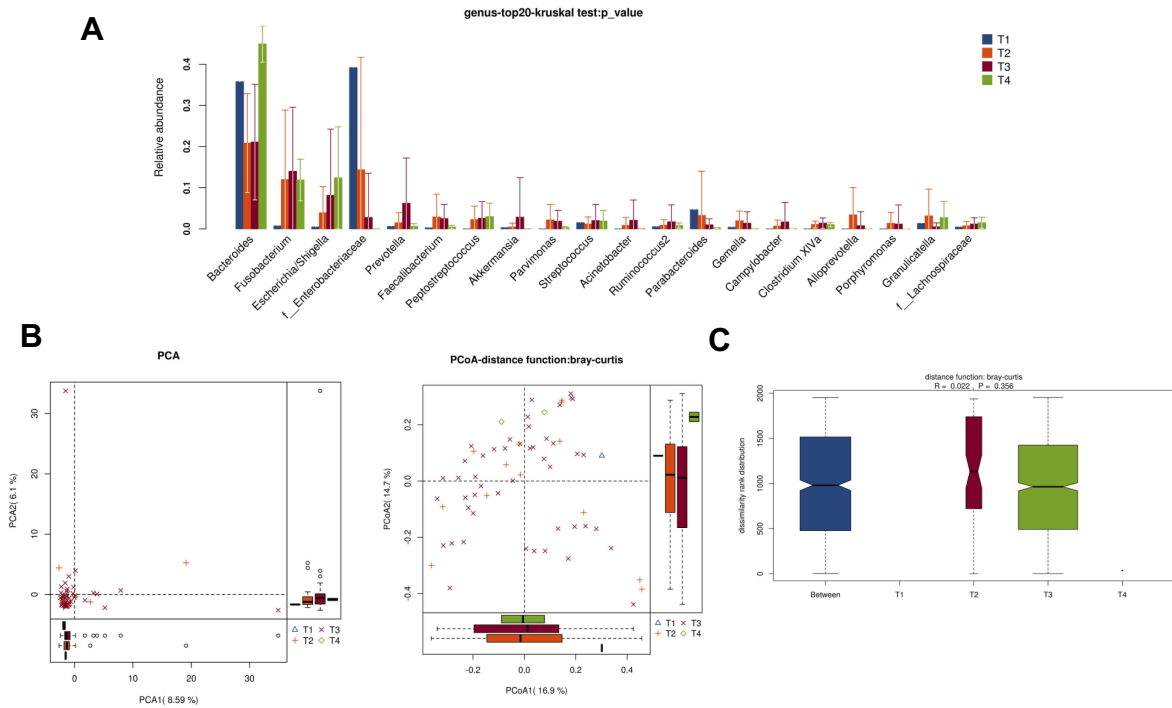 A
genus-top20-kruskal test:p_value
T1
T2
T3
T4
Relative abundance
0.4
0.3
0.2
0.1
0.0
Bacteroides
Fusobacterium
Escherichia/Shigella
f__Enterobacteriaceae
Prevotella
Faecalibacterium
Peptostreptococcus
Akkermansia
Parvimonas
Streptococcus
Acinetobacter
Ruminococcus2
Parabacteroides
Gemella
Campylobacter
Clostridium XlVa
Alloprevotella
Porphyromonas
Granulicatella
f__Lachnospiraceae
B
PCA
PCA2( 6.1 %)
30
20
10
0
0
10
20
30
PCA1( 8.59 %)
T1
T3
T2
T4
PCoA-distance function:bray-curtis
PCoA2( 14.7 %)
0.2
0.0
-0.2
-0.4
-0.2
0.0
0.2
0.4
PCoA1( 16.9 %)
T1
T3
T2
T4
C
distance function: bray-curtis
R = 0.022 , P = 0.356
dissimilarity rank distribution
2000
1500
1000
500
0
Between
T1
T2
T3
T4